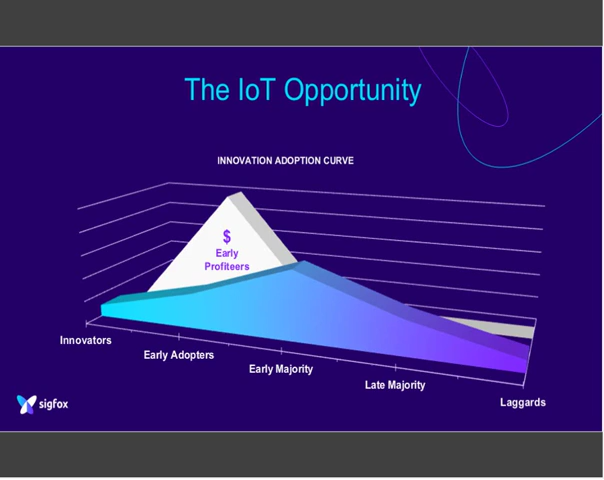 The IoT Opportunity
INNOVATION ADOPTION CURVE
$
Early
Profiteers
Innovators
Early Adopters
Early Majority
Late Majority
Laggards
sigfox